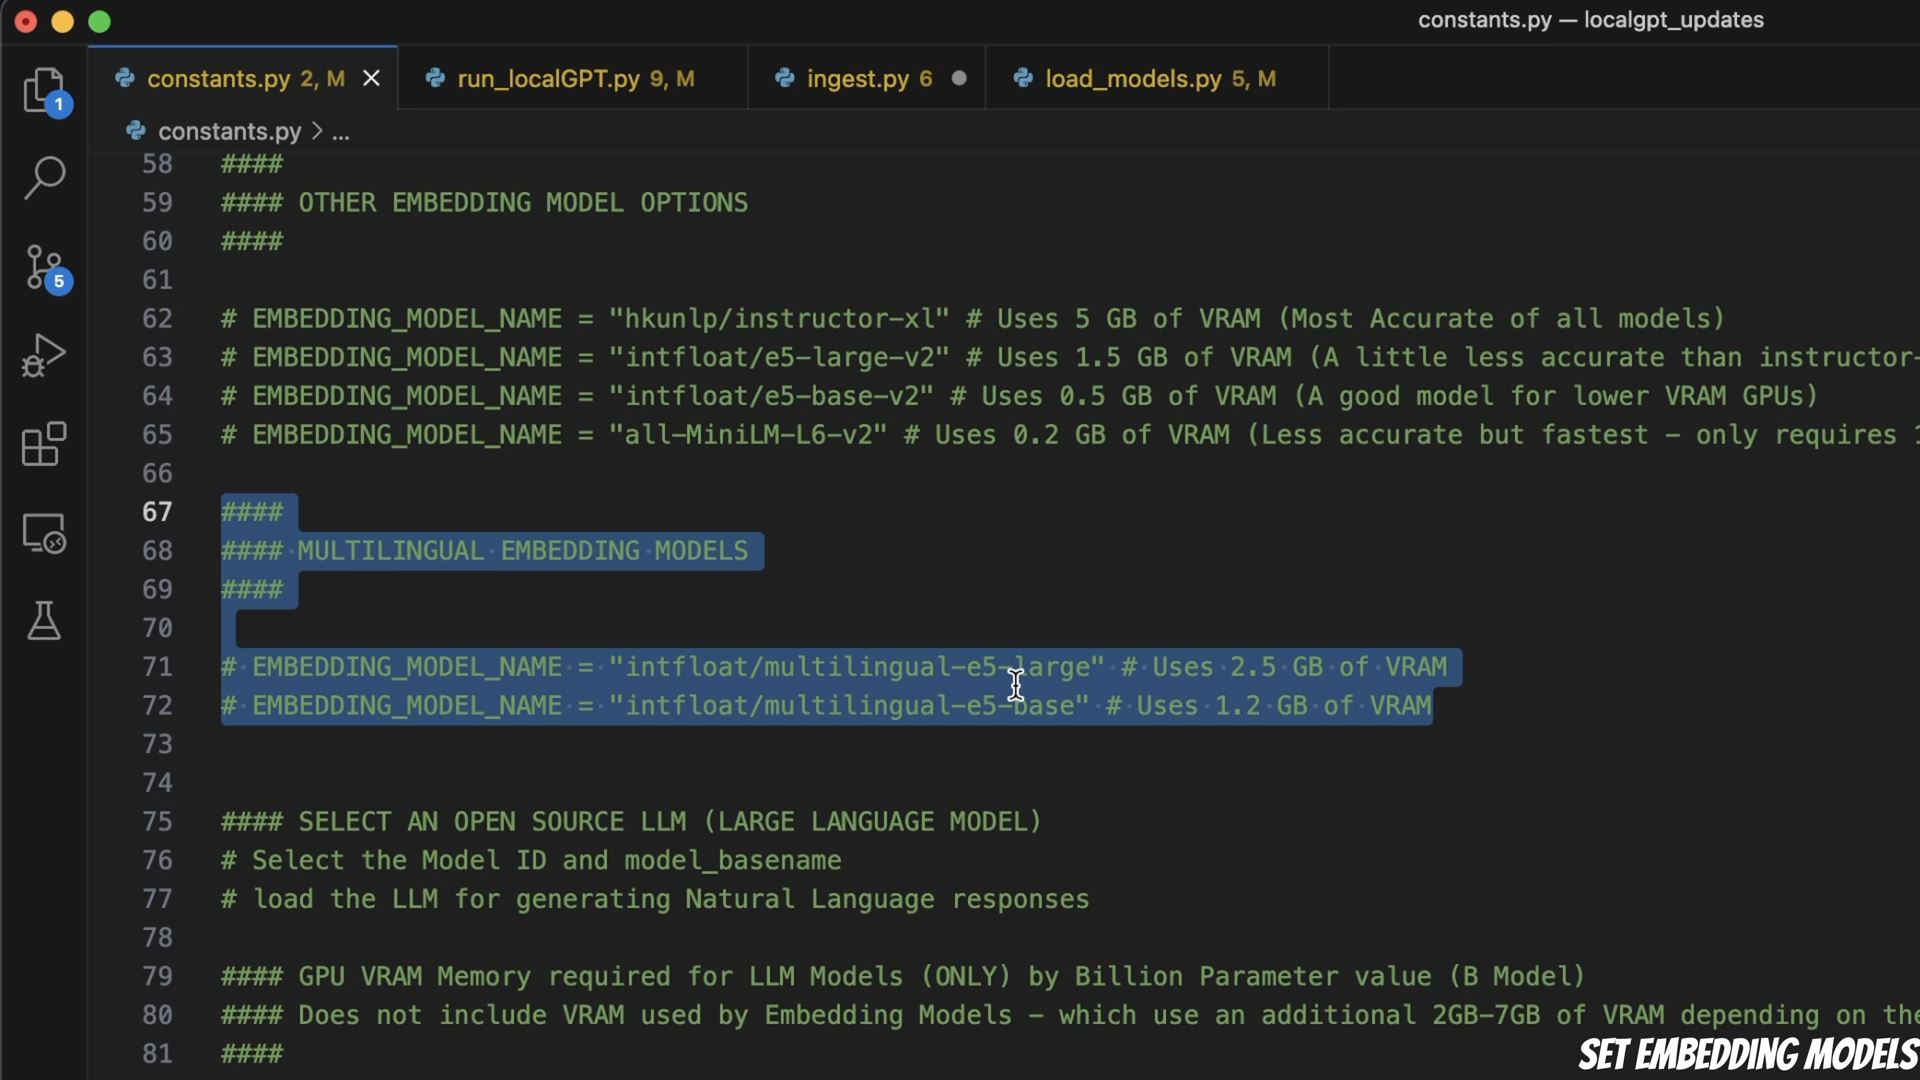 constants.py — localgpt_updates
constants.py 2, M
run_localGPT.py 9, M
ingest.py 6
load_models.py 5, M
1
constants.py > ...
58 ####
59 #### OTHER EMBEDDING MODEL OPTIONS
60 ####
61
62 # EMBEDDING_MODEL_NAME = "hkunlp/instructor-xl" # Uses 5 GB of VRAM (Most Accurate of all models)
63 # EMBEDDING_MODEL_NAME = "intfloat/e5-large-v2" # Uses 1.5 GB of VRAM (A little less accurate than instructor-
64 # EMBEDDING_MODEL_NAME = "intfloat/e5-base-v2" # Uses 0.5 GB of VRAM (A good model for lower VRAM GPUs)
65 # EMBEDDING_MODEL_NAME = "all-MiniLM-L6-v2" # Uses 0.2 GB of VRAM (Less accurate but fastest - only requires
5
66
67 ####
68 #### MULTILINGUAL EMBEDDING MODELS
69 ####
70
71 # EMBEDDING_MODEL_NAME = "intfloat/multilingual-e5-large" # Uses 2.5 GB of VRAM
72 # EMBEDDING_MODEL_NAME = "intfloat/multilingual-e5-base" # Uses 1.2 GB of VRAM
73
74
75 #### SELECT AN OPEN SOURCE LLM (LARGE LANGUAGE MODEL)
76 # Select the Model ID and model_basename
77 # load the LLM for generating Natural Language responses
78
79 #### GPU VRAM Memory required for LLM Models (ONLY) by Billion Parameter value (B Model)
80 #### Does not include VRAM used by Embedding Models - which use an additional 2GB-7GB of VRAM depending on the
81 ####
SET EMBEDDING MODELS